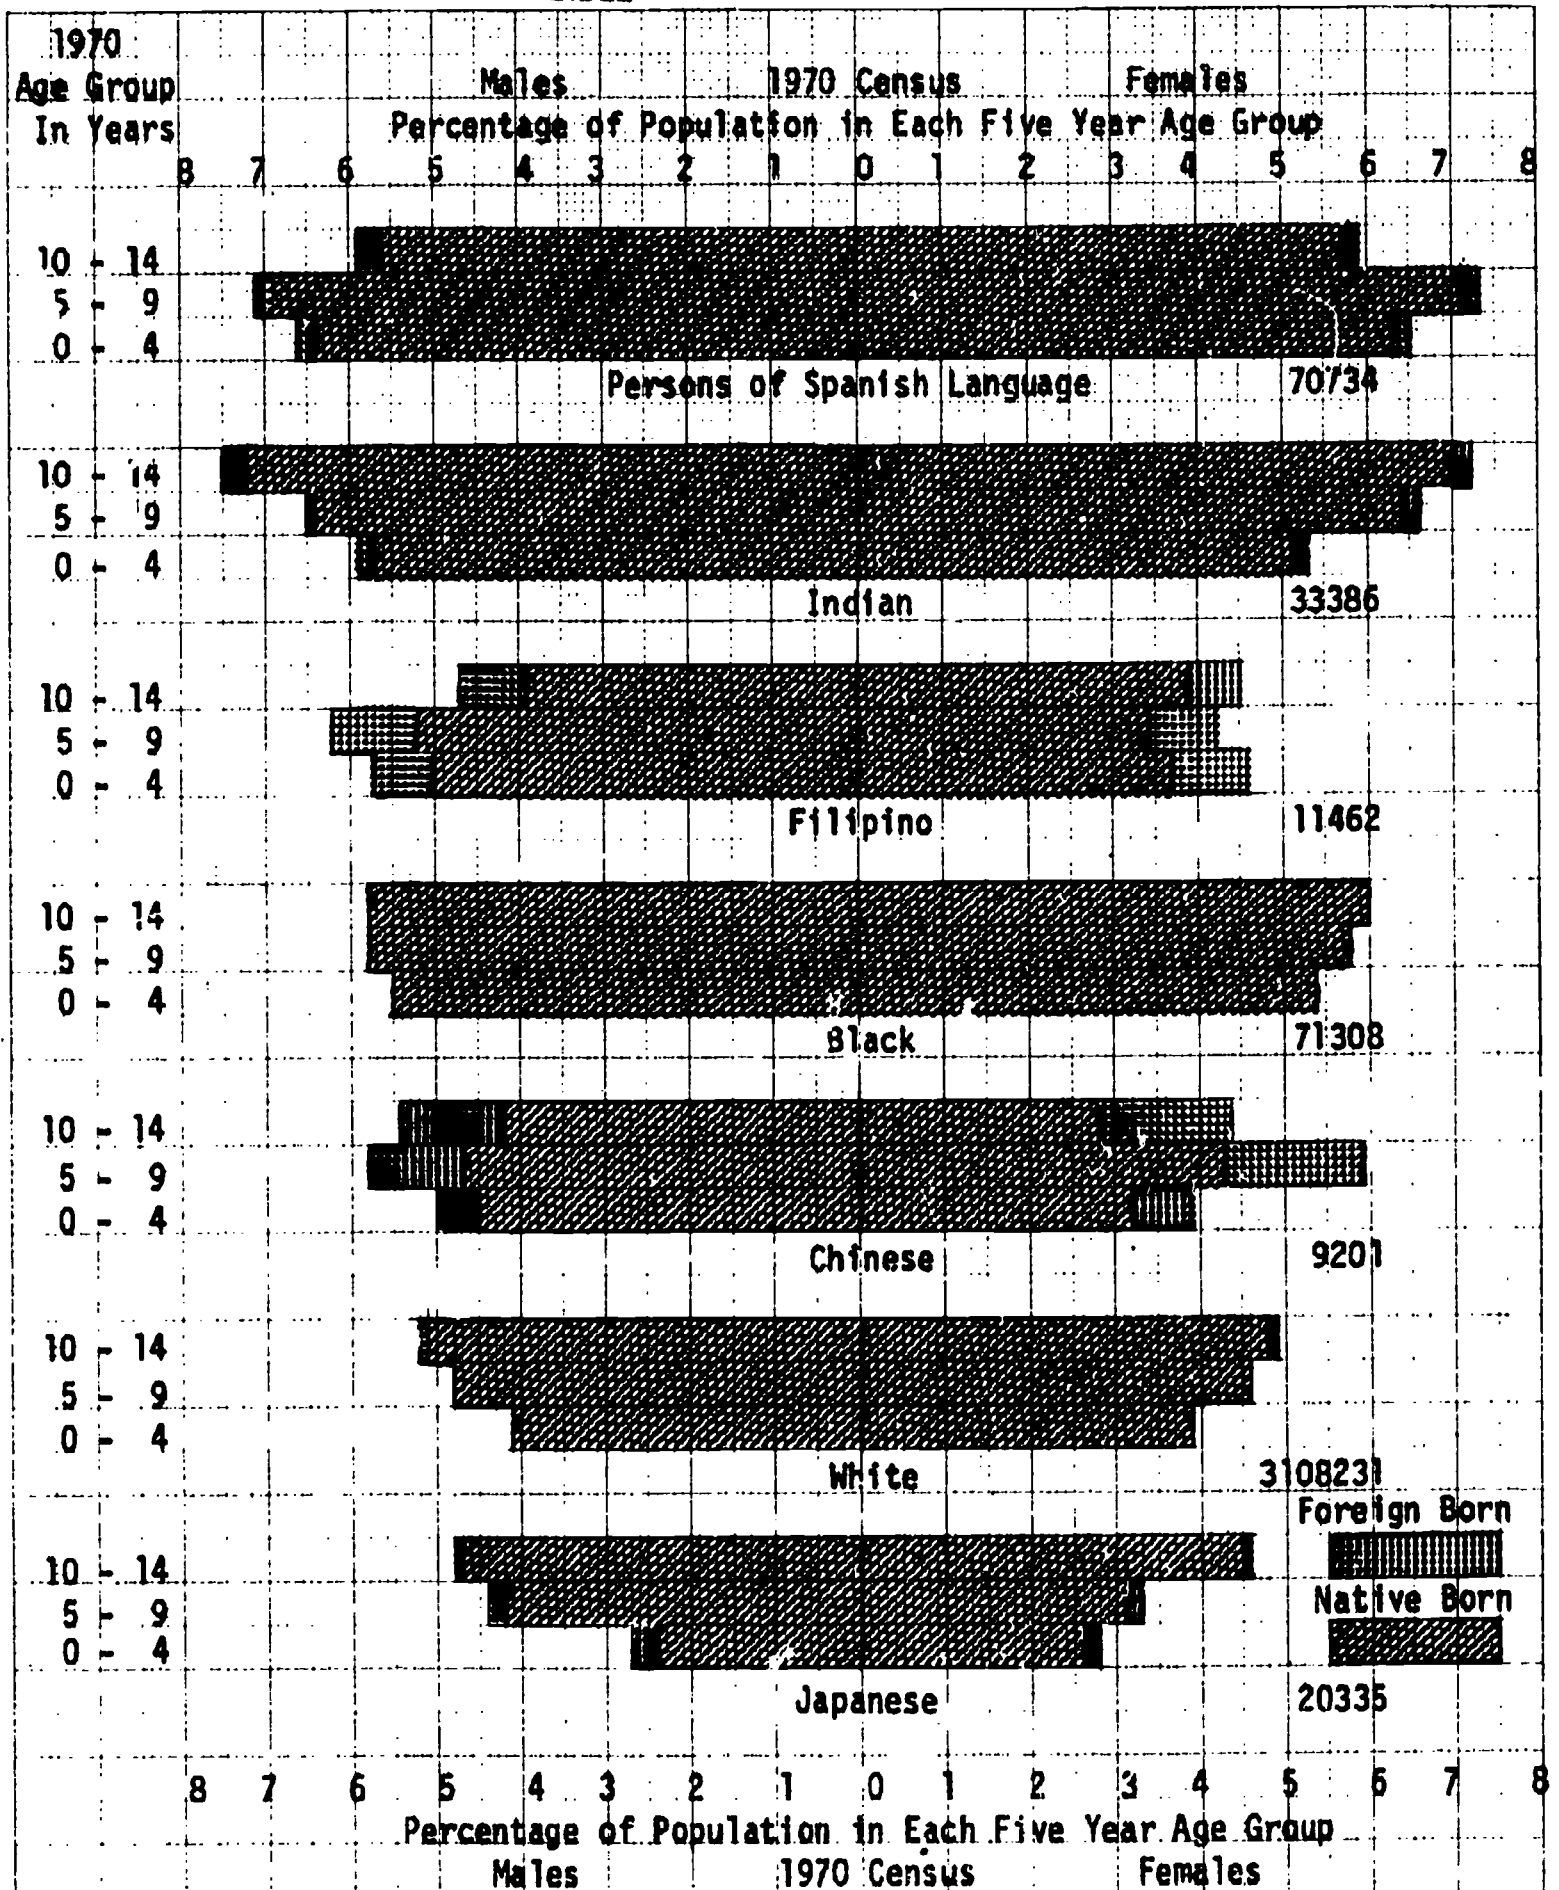 1970
Age Group
In Years
Males 1970 Census Females
Percentage of Population in Each Five Year Age Group
8 7 6 5 4 3 2 1 0 1 2 3 4 5 6 7 8
10 - 14
5 - 9
0 - 4
Persons of Spanish Language 70734
10 - 14
5 - 9
0 - 4
Indian 33386
10 - 14
5 - 9
0 - 4
Filipino 11462
10 - 14
5 - 9
0 - 4
Black 71308
10 - 14
5 - 9
0 - 4
Chinese 9201
10 - 14
5 - 9
0 - 4
White 3108231
Foreign Born
10 - 14
5 - 9
0 - 4
Native Born
Japanese 20335
8 7 6 5 4 3 2 1 0 1 2 3 4 5 6 7 8
Percentage of Population in Each Five Year Age Group
Males 1970 Census Females